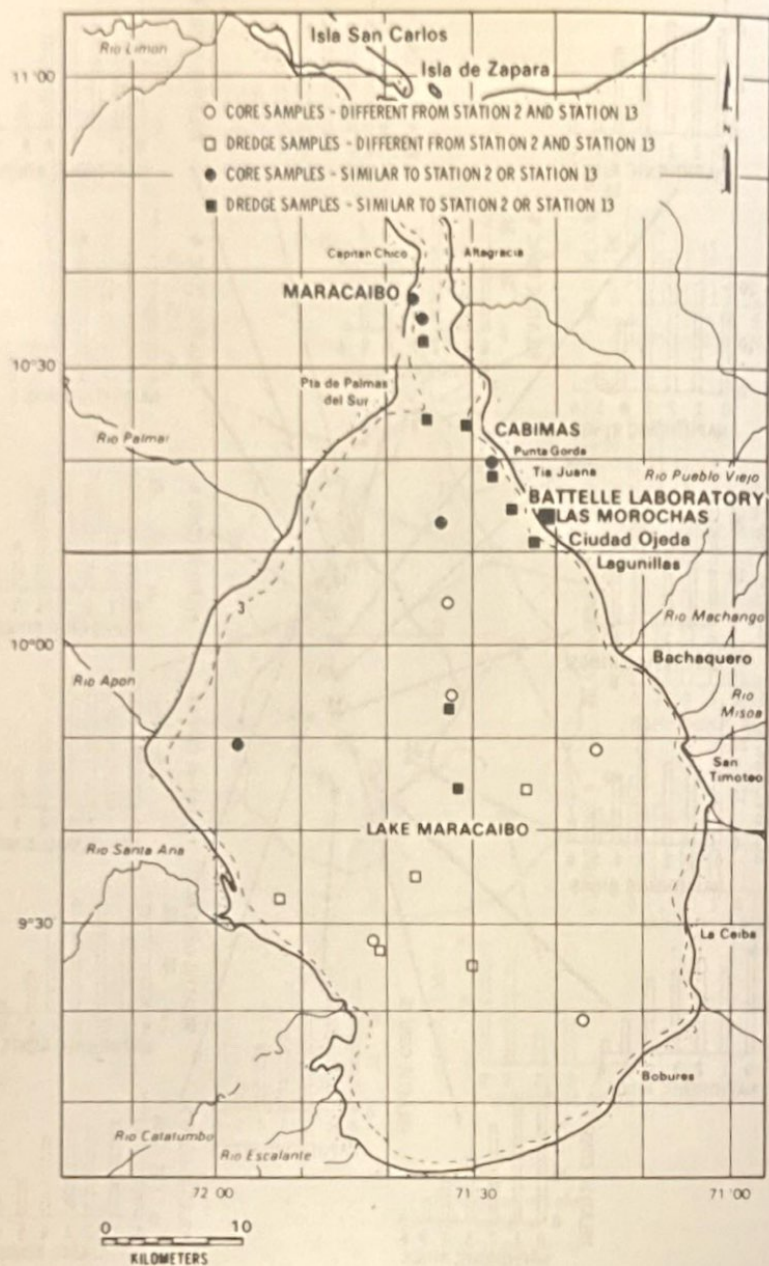 Rio Limon
Isla San Carlos
Isla de Zapara
11°00
N
CORE SAMPLES - DIFFERENT FROM STATION 2 AND STATION 13
DREDGE SAMPLES - DIFFERENT FROM STATION 2 AND STATION 13
CORE SAMPLES - SIMILAR TO STATION 2 OR STATION 13
DREDGE SAMPLES - SIMILAR TO STATION 2 OR STATION 13
Capitan Chico
Altagracia
MARACAIBO
10°30
Pta de Palmas
del Sur
Rio Palmar
CABIMAS
Punta Gorda
Tia Juana
Rio Pueblo Viejo
BATTELLE LABORATORY
LAS MOROCHAS
Ciudad Ojeda
Lagunillas
3
Rio Machango
10°00
Bachaquero
Rio Apon
Rio
Misoa
San
Timoteo
LAKE MARACAIBO
Rio Santa Ana
9°30
La Ceiba
Bobures
Rio Catatumbo
Rio Escalante
72°00
71°30
71°00
0 10
KILOMETERS